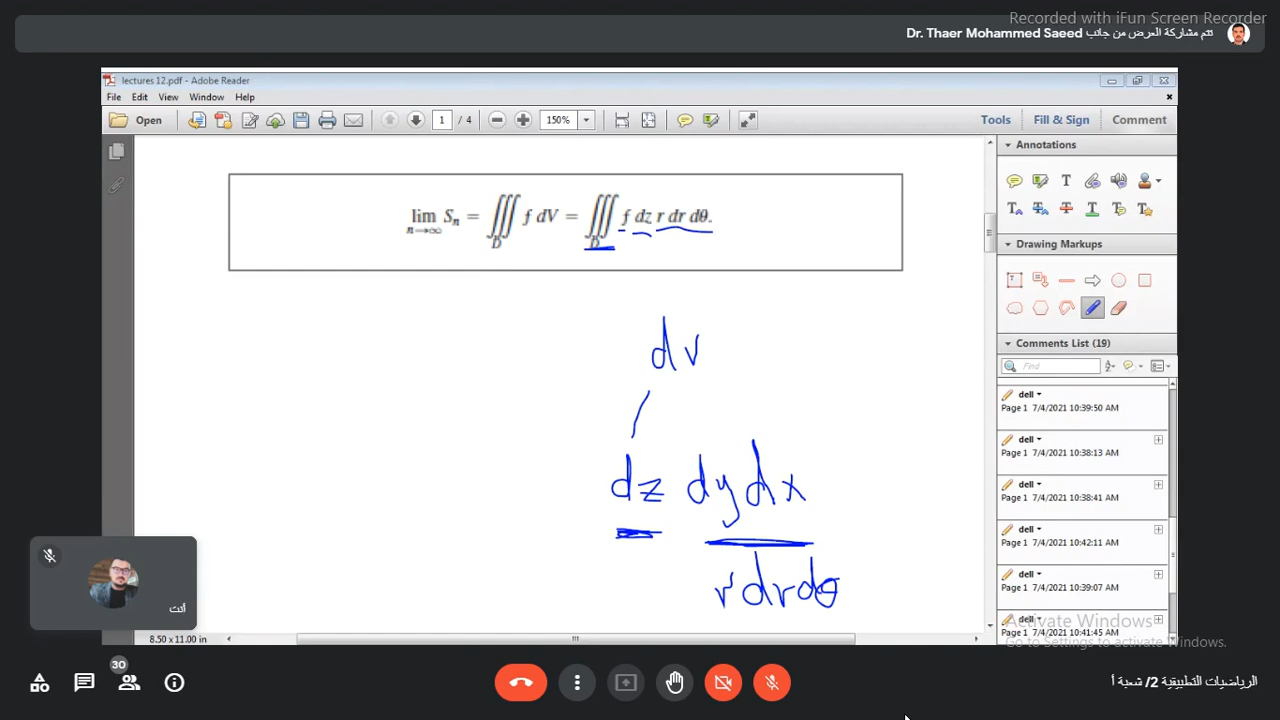 Recorded with iFun Screen Recorder
تتم مشاركة العرض من جانب Dr. Thaer Mohammed Saeed
lectures 12.pdf - Adobe Reader
File Edit View Window Help
Open 1 / 4 150% Tools Fill & Sign Comment
Annotations
lim S_n = ∭ f dV = ∭ f dz r dr dθ.
n→∞ D D
Drawing Markups
dv
Comments List (19)
Find
dell
Page 1 7/4/2021 10:39:50 AM
dell
Page 1 7/4/2021 10:38:13 AM
dz dy dx
dell
Page 1 7/4/2021 10:38:41 AM
dell
Page 1 7/4/2021 10:42:11 AM
r dr dθ
dell
Page 1 7/4/2021 10:39:07 AM
أنت
dell
Page 1 7/4/2021 10:41:45 AM
Activate Windows
Go to Settings to activate Windows.
8.50 x 11.00 in
30
الرياضيات التطبيقية 2/ شعبة أ